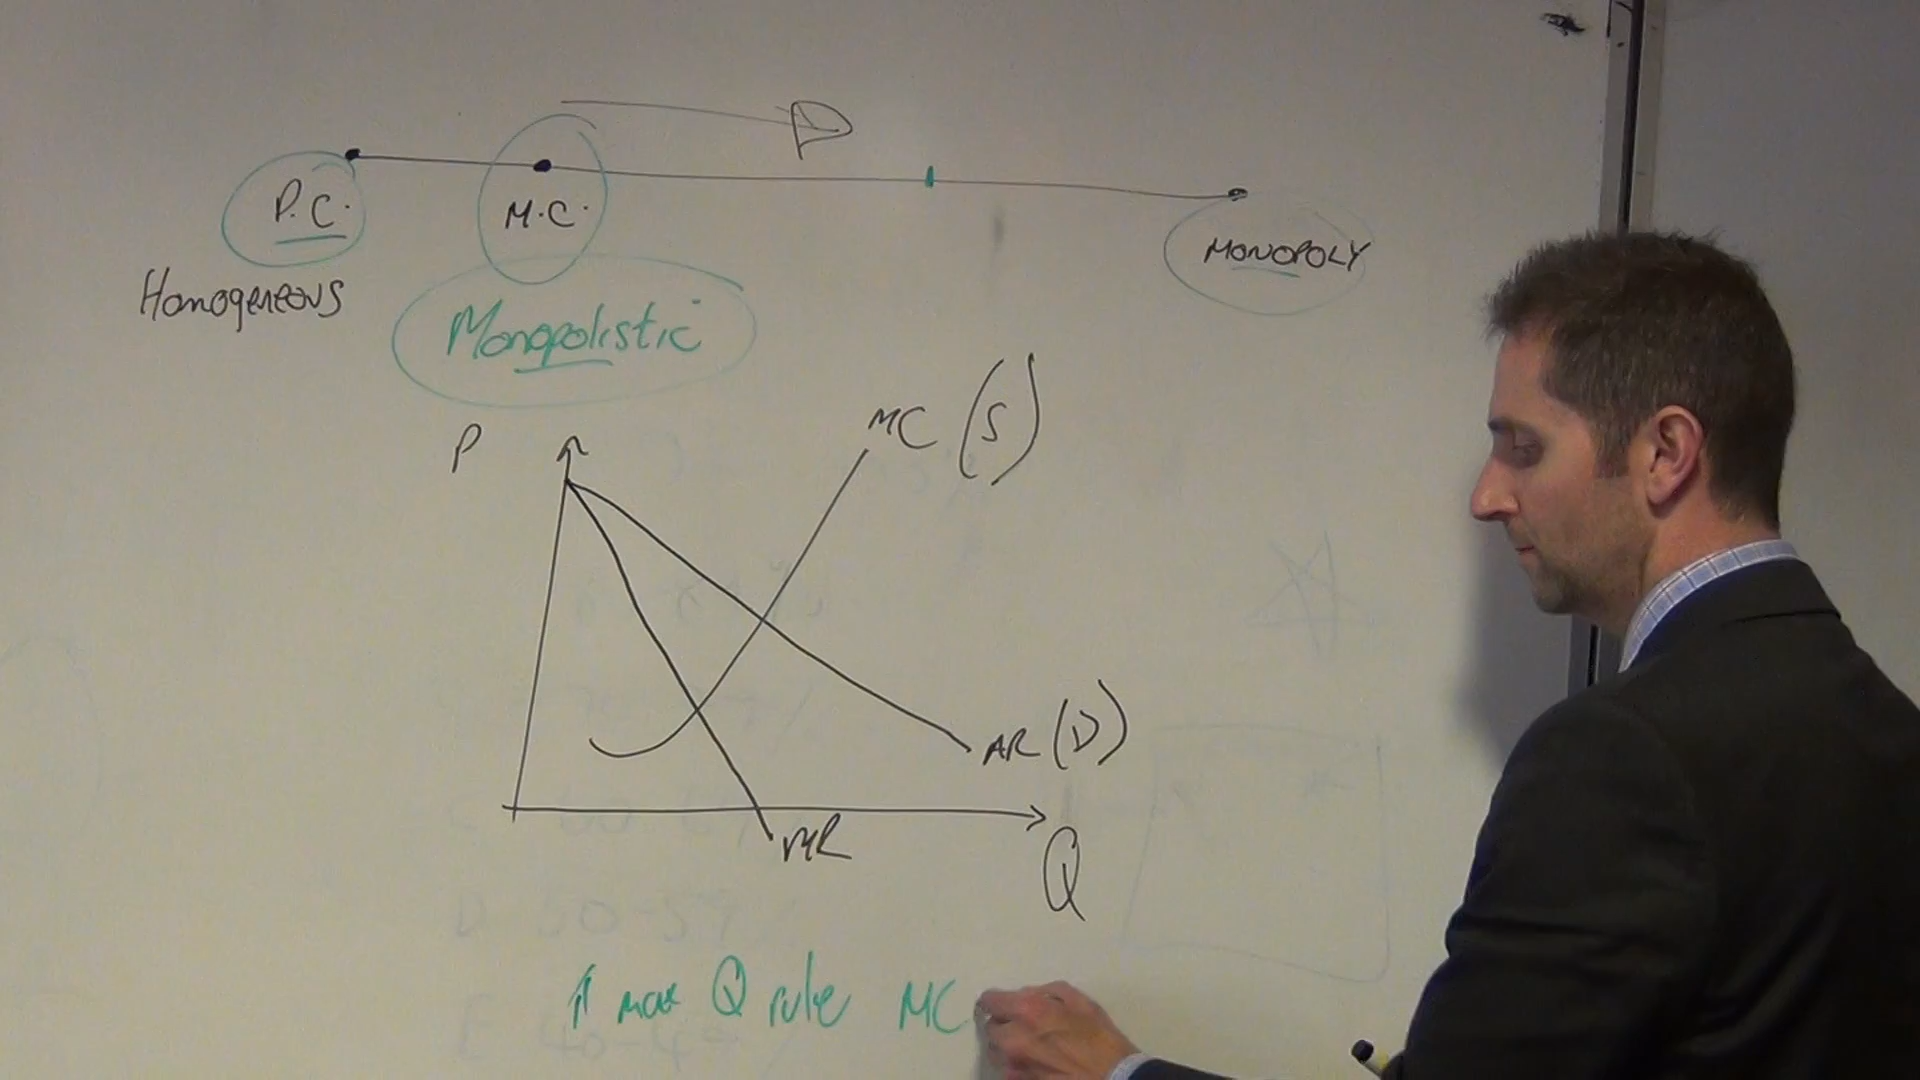 P.C.
M.C.
MONOPOLY
Homogeneous
Monopolistic
P
MC (S)
AR (D)
MR
Q
max Q rule MC